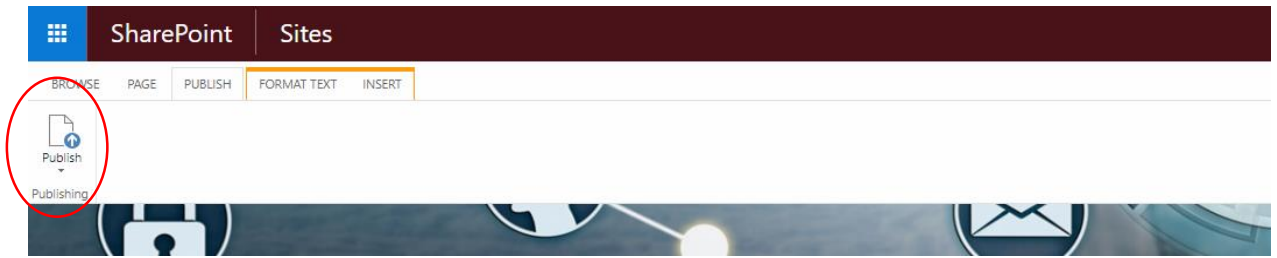 SharePoint Sites
BROWSE PAGE PUBLISH FORMAT TEXT INSERT
Publish
Publishing